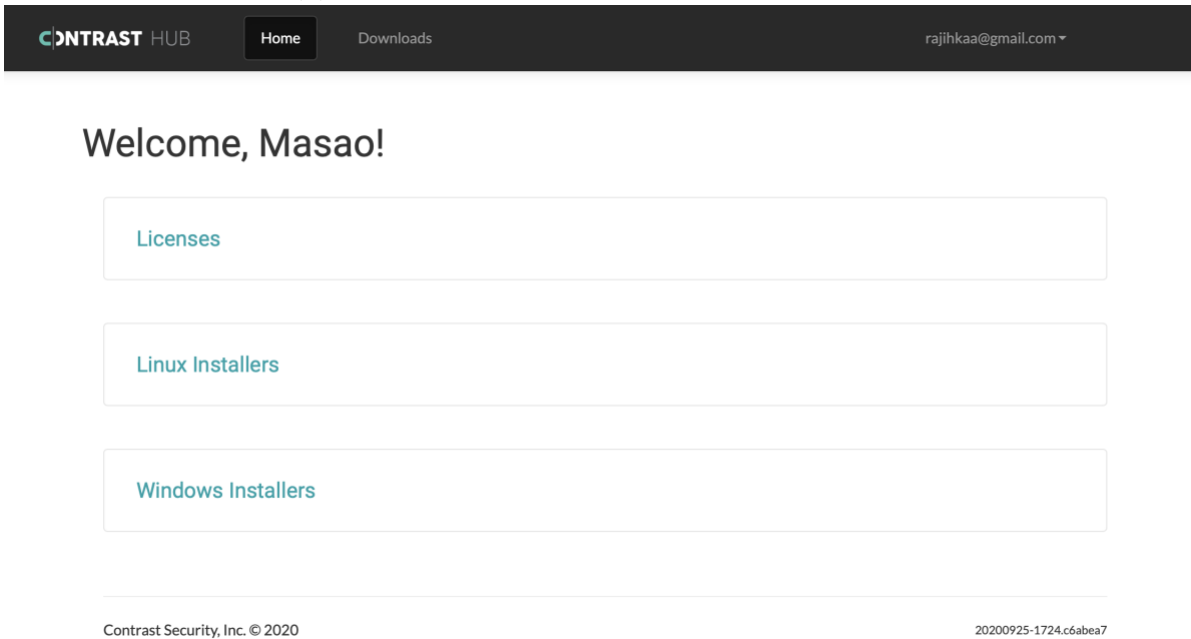 CONTRAST HUB Home Downloads rajihkaa@gmail.com
Welcome, Masao!
Licenses
Linux Installers
Windows Installers
Contrast Security, Inc. © 2020 20200925-1724.c6abea7